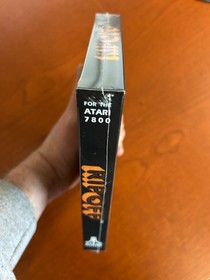 FOR THE
ATARI
7800
RIPOFF